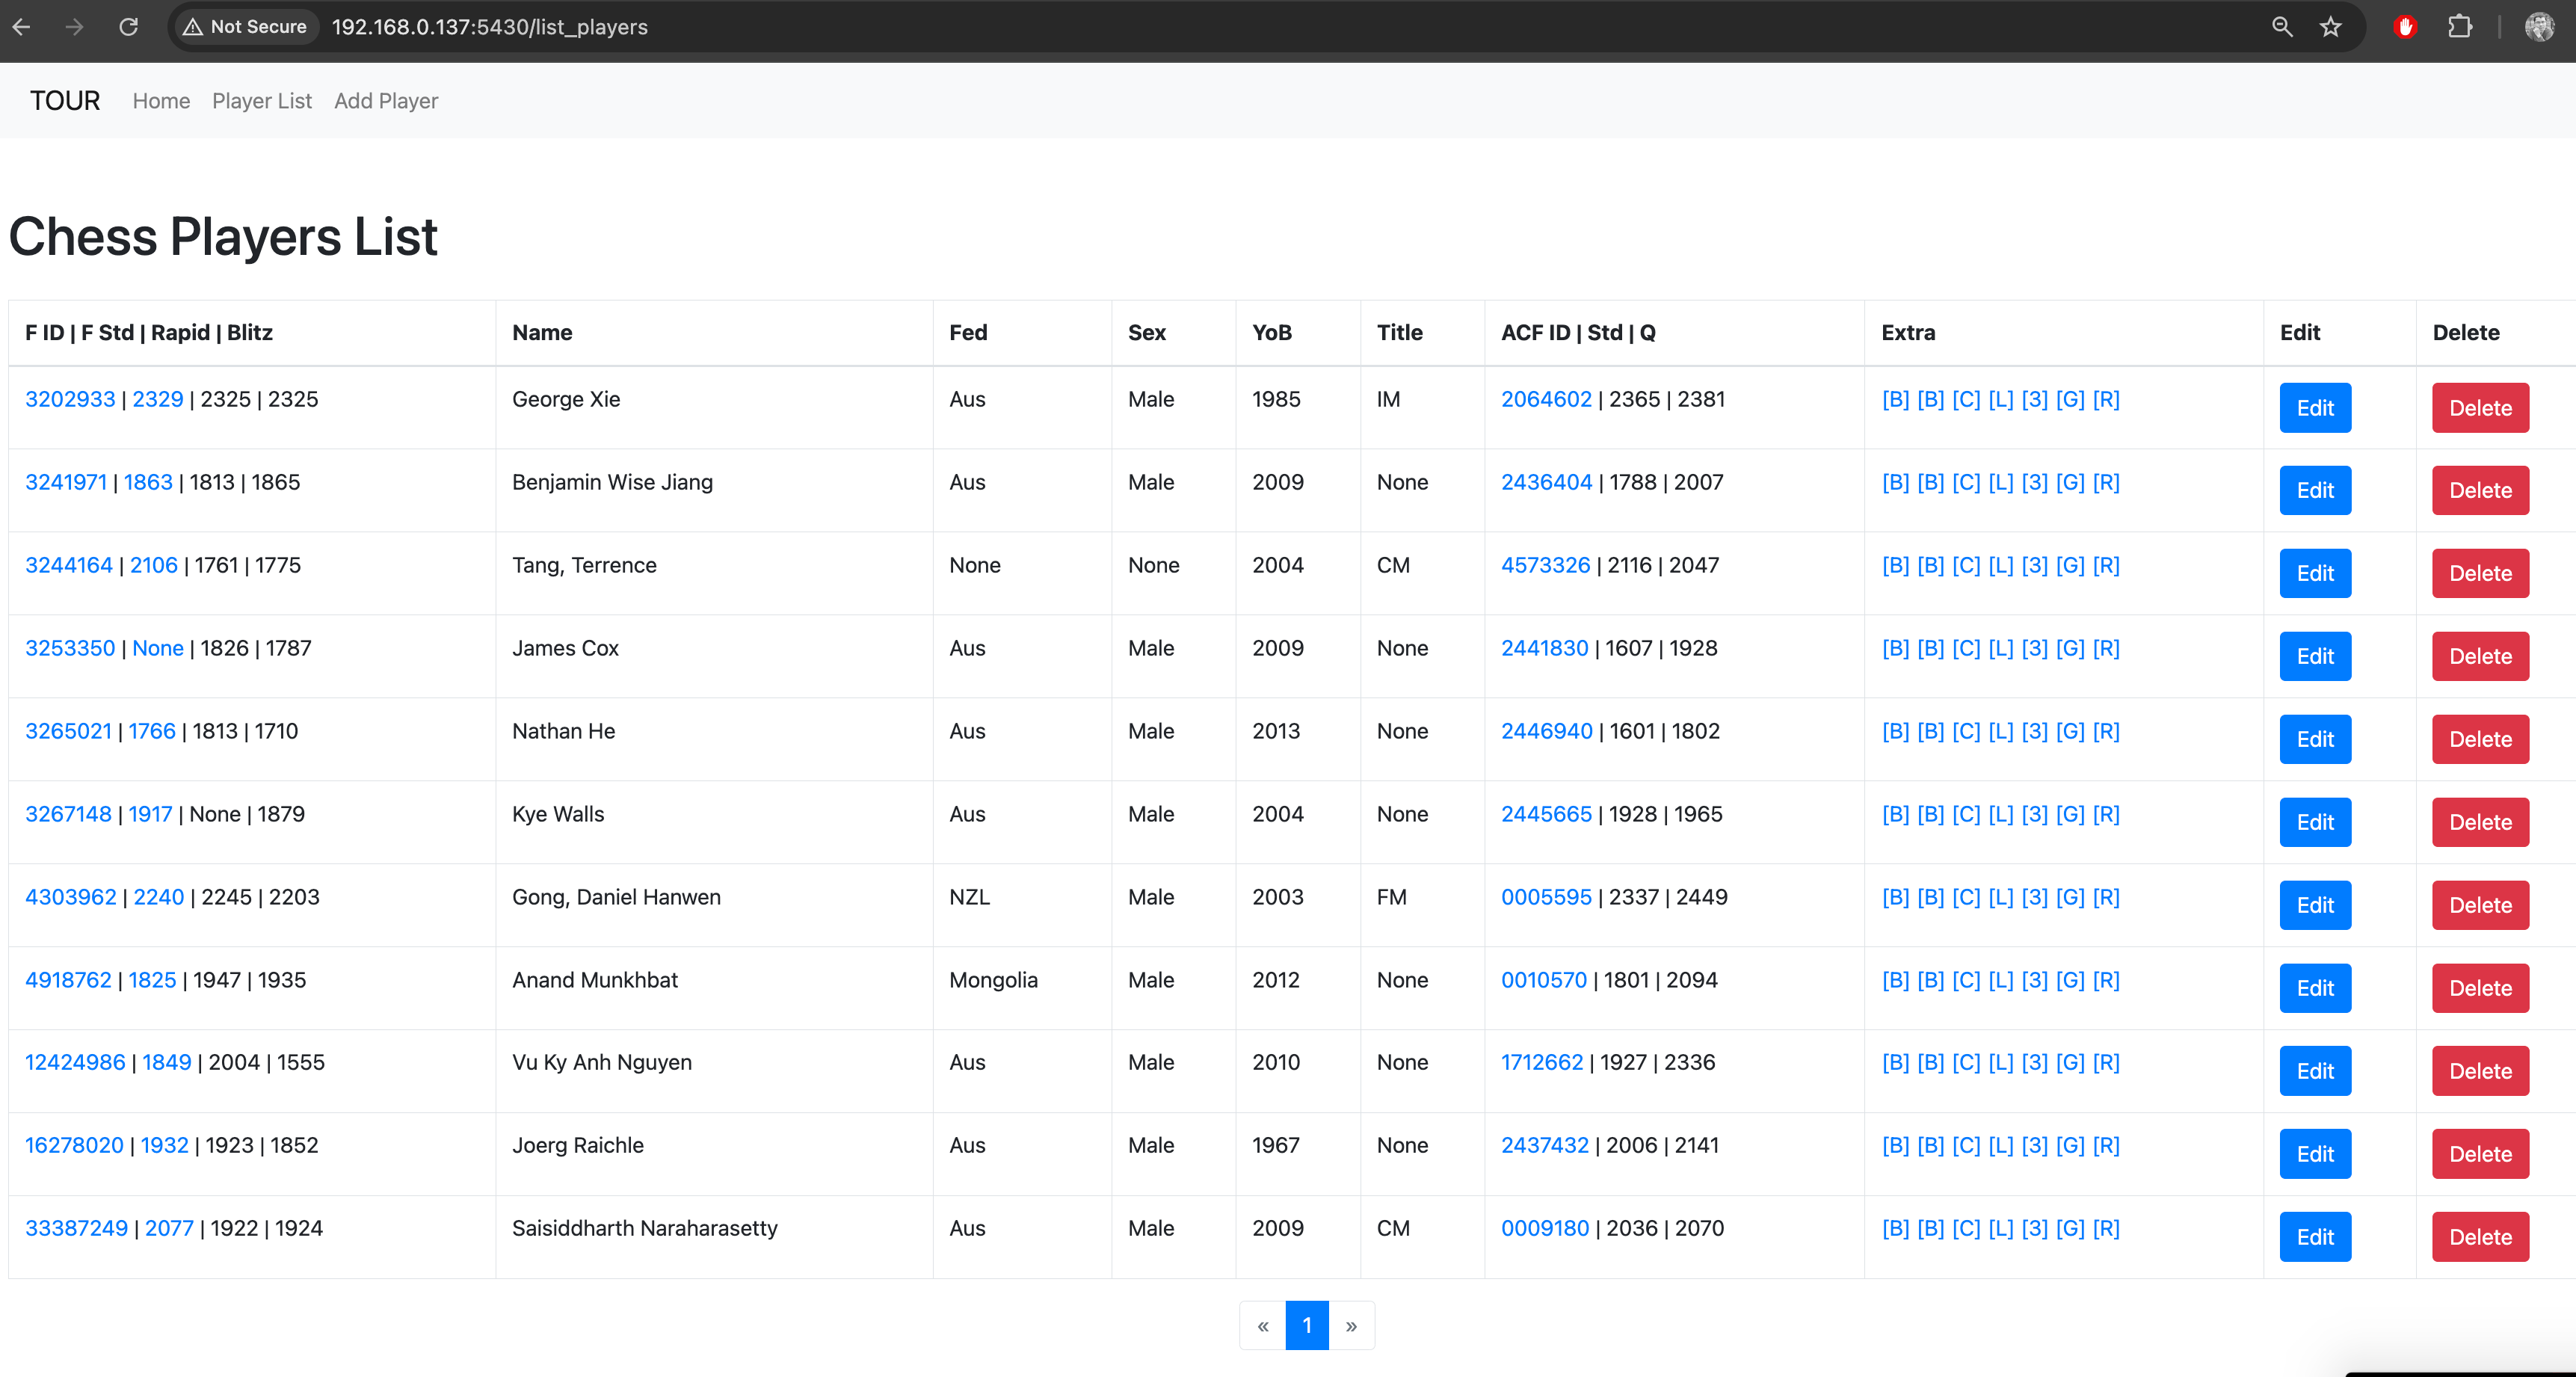 Not Secure 192.168.0.137:5430/list_players
TOUR Home Player List Add Player
Chess Players List
F ID | F Std | Rapid | Blitz Name Fed Sex YoB Title ACF ID | Std | Q Extra Edit Delete
3202933 | 2329 | 2325 | 2325 George Xie Aus Male 1985 IM 2064602 | 2365 | 2381 [B] [B] [C] [L] [3] [G] [R] Edit Delete
3241971 | 1863 | 1813 | 1865 Benjamin Wise Jiang Aus Male 2009 None 2436404 | 1788 | 2007 [B] [B] [C] [L] [3] [G] [R] Edit Delete
3244164 | 2106 | 1761 | 1775 Tang, Terrence None None 2004 CM 4573326 | 2116 | 2047 [B] [B] [C] [L] [3] [G] [R] Edit Delete
3253350 | None | 1826 | 1787 James Cox Aus Male 2009 None 2441830 | 1607 | 1928 [B] [B] [C] [L] [3] [G] [R] Edit Delete
3265021 | 1766 | 1813 | 1710 Nathan He Aus Male 2013 None 2446940 | 1601 | 1802 [B] [B] [C] [L] [3] [G] [R] Edit Delete
3267148 | 1917 | None | 1879 Kye Walls Aus Male 2004 None 2445665 | 1928 | 1965 [B] [B] [C] [L] [3] [G] [R] Edit Delete
4303962 | 2240 | 2245 | 2203 Gong, Daniel Hanwen NZL Male 2003 FM 0005595 | 2337 | 2449 [B] [B] [C] [L] [3] [G] [R] Edit Delete
4918762 | 1825 | 1947 | 1935 Anand Munkhbat Mongolia Male 2012 None 0010570 | 1801 | 2094 [B] [B] [C] [L] [3] [G] [R] Edit Delete
12424986 | 1849 | 2004 | 1555 Vu Ky Anh Nguyen Aus Male 2010 None 1712662 | 1927 | 2336 [B] [B] [C] [L] [3] [G] [R] Edit Delete
16278020 | 1932 | 1923 | 1852 Joerg Raichle Aus Male 1967 None 2437432 | 2006 | 2141 [B] [B] [C] [L] [3] [G] [R] Edit Delete
33387249 | 2077 | 1922 | 1924 Saisiddharth Naraharasetty Aus Male 2009 CM 0009180 | 2036 | 2070 [B] [B] [C] [L] [3] [G] [R] Edit Delete
« 1 »